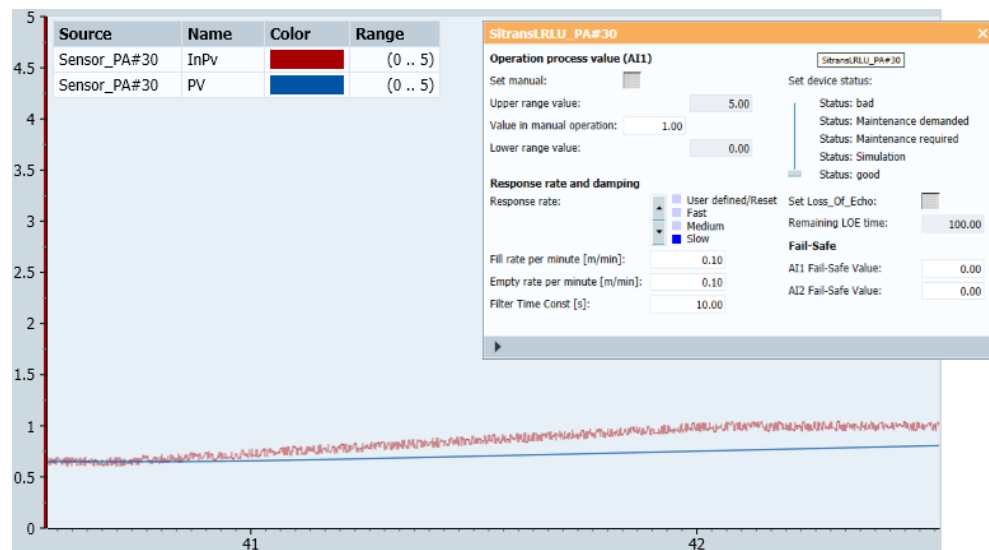 Source Name Color Range
Sensor_PA#30 InPv (0 .. 5)
Sensor_PA#30 PV (0 .. 5)
5
4.5
4
3.5
3
2.5
2
1.5
1
0.5
0
41 42
SitransLRLU_PA#30
Operation process value (AI1)
SitransLRLU_PA#30
Set manual:
Set device status:
Upper range value: 5.00
Status: bad
Value in manual operation: 1.00
Status: Maintenance demanded
Status: Maintenance required
Lower range value: 0.00
Status: Simulation
Status: good
Response rate and damping
Response rate:
User defined/Reset
Fast
Medium
Slow
Set Loss_Of_Echo:
Remaining LOE time: 100.00
Fail-Safe
Fill rate per minute [m/min]: 0.10
AI1 Fail-Safe Value: 0.00
Empty rate per minute [m/min]: 0.10
AI2 Fail-Safe Value: 0.00
Filter Time Const [s]: 10.00